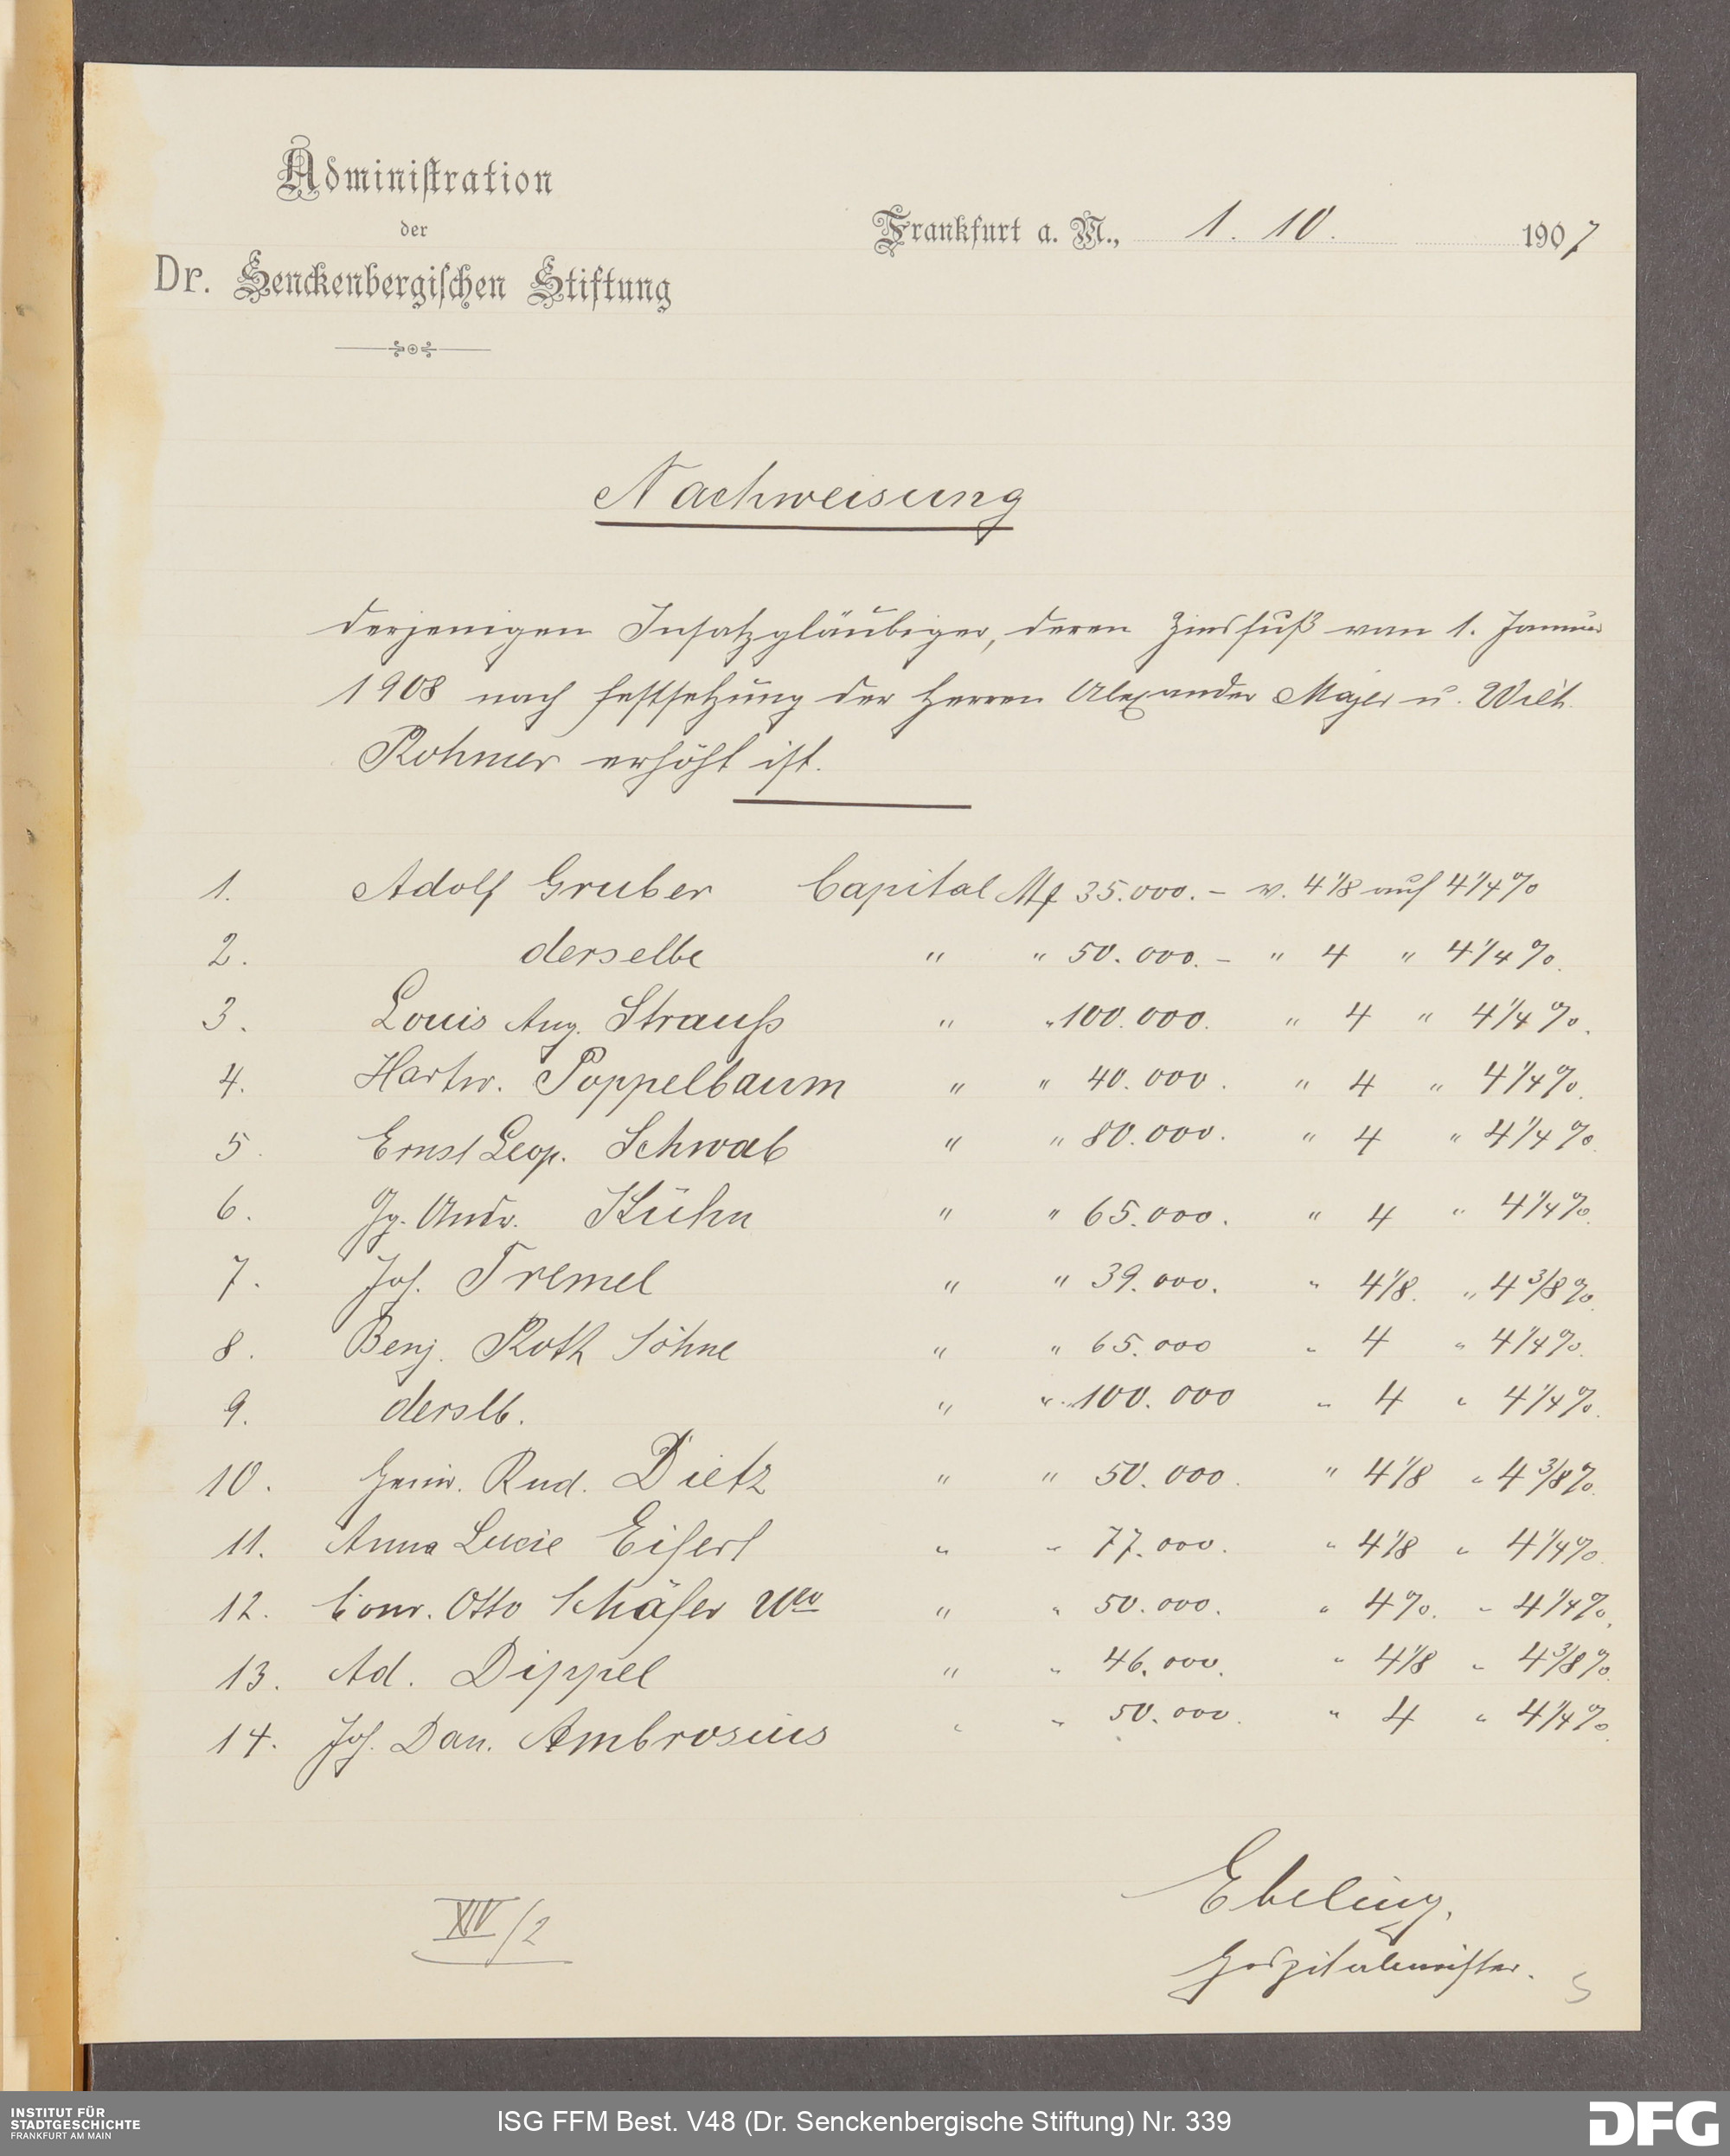 Administration
der
Dr. Senckenbergischen Stiftung
Frankfurt a. M., 1. 10. 1907
Nachweisung
derjenigen Insatzgläubiger, deren Zinsfuß vom 1. Januar
1908 nach Festsetzung der Herren Alexander Majer u. Wilh.
Rohmer erhöht ist.
1. Adolf Gruber Capital Mk 35.000. – v. 4 1/8 auf 4 1/4 %
2. derselbe " " 50.000. – " 4 " 4 1/4 %.
3. Louis Aug. Strauß " " 100.000. " 4 " 4 1/4 %.
4. Hartw. Poppelbaum " " 40.000. " 4 " 4 1/4 %.
5. Ernst Leop. Schwab " " 80.000. " 4 " 4 1/4 %.
6. Gg. Andr. Kühn " " 65.000. " 4 " 4 1/4 %.
7. Joh. Tremel " " 39.000. " 4 1/8. " 4 3/8 %.
8. Benj. Roth Söhne " " 65.000 " 4 " 4 1/4 %.
9. derslb. " " 100.000 " 4 " 4 1/4 %.
10. Heinr. Rud. Dietz " " 50.000. " 4 1/8 " 4 3/8 %.
11. Anna Lucie Eifert " " 77.000. " 4 1/8 " 4 1/4 %.
12. Conr. Otto Schäfer Wwe " " 50.000. " 4 %. " 4 1/4 %.
13. Ad. Dippel " " 46.000. " 4 1/8 " 4 3/8 %.
14. Joh. Dan. Ambrosius " " 50.000. " 4 " 4 1/4 %.
Ebeling.
Hospitalmeister.
XIV/2
5
INSTITUT FÜR
STADTGESCHICHTE
FRANKFURT AM MAIN
ISG FFM Best. V48 (Dr. Senckenbergische Stiftung) Nr. 339
DFG